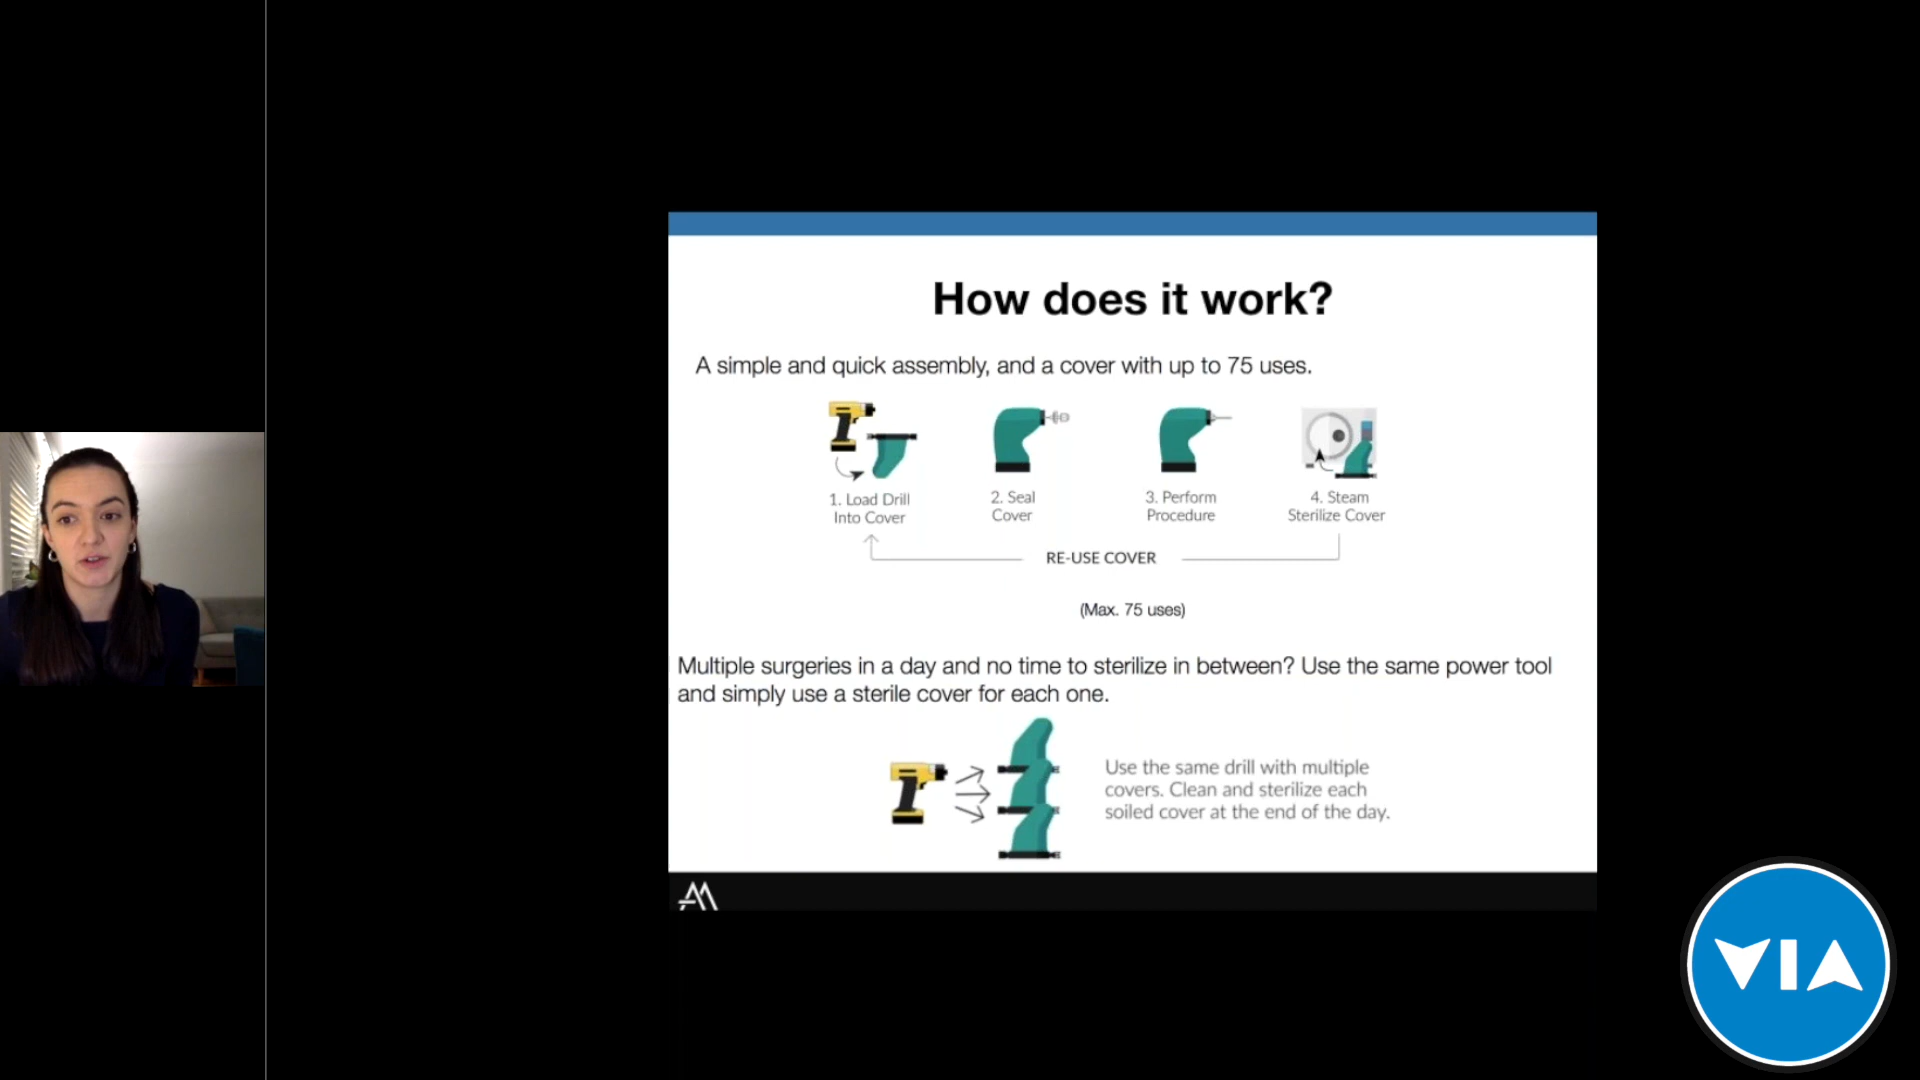 How does it work?
A simple and quick assembly, and a cover with up to 75 uses.
1. Load Drill
Into Cover
2. Seal
Cover
3. Perform
Procedure
4. Steam
Sterilize Cover
RE-USE COVER
(Max. 75 uses)
Multiple surgeries in a day and no time to sterilize in between? Use the same power tool
and simply use a sterile cover for each one.
Use the same drill with multiple
covers. Clean and sterilize each
soiled cover at the end of the day.
VIA